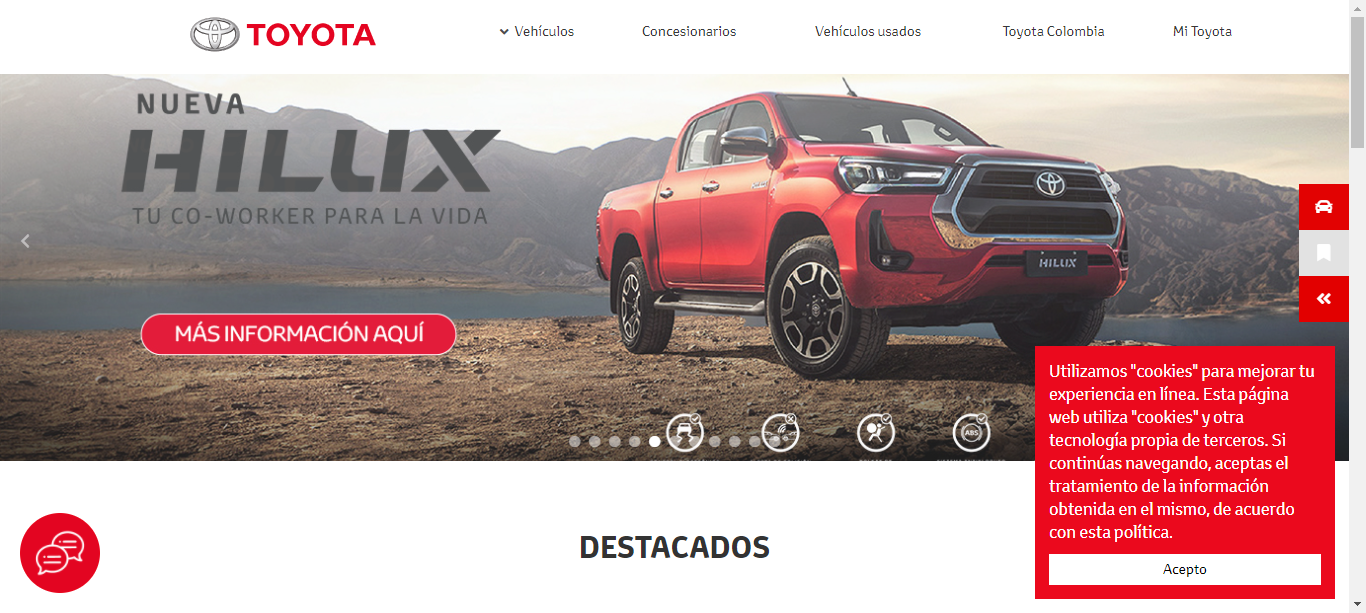 TOYOTA
Vehículos
Concesionarios
Vehículos usados
Toyota Colombia
Mi Toyota
NUEVA
HILUX
TU CO-WORKER PARA LA VIDA
MÁS INFORMACIÓN AQUÍ
HILUX
ABS
Utilizamos "cookies" para mejorar tu
experiencia en línea. Esta página
web utiliza "cookies" y otra
tecnología propia de terceros. Si
continúas navegando, aceptas el
tratamiento de la información
obtenida en el mismo, de acuerdo
con esta política.
Acepto
DESTACADOS